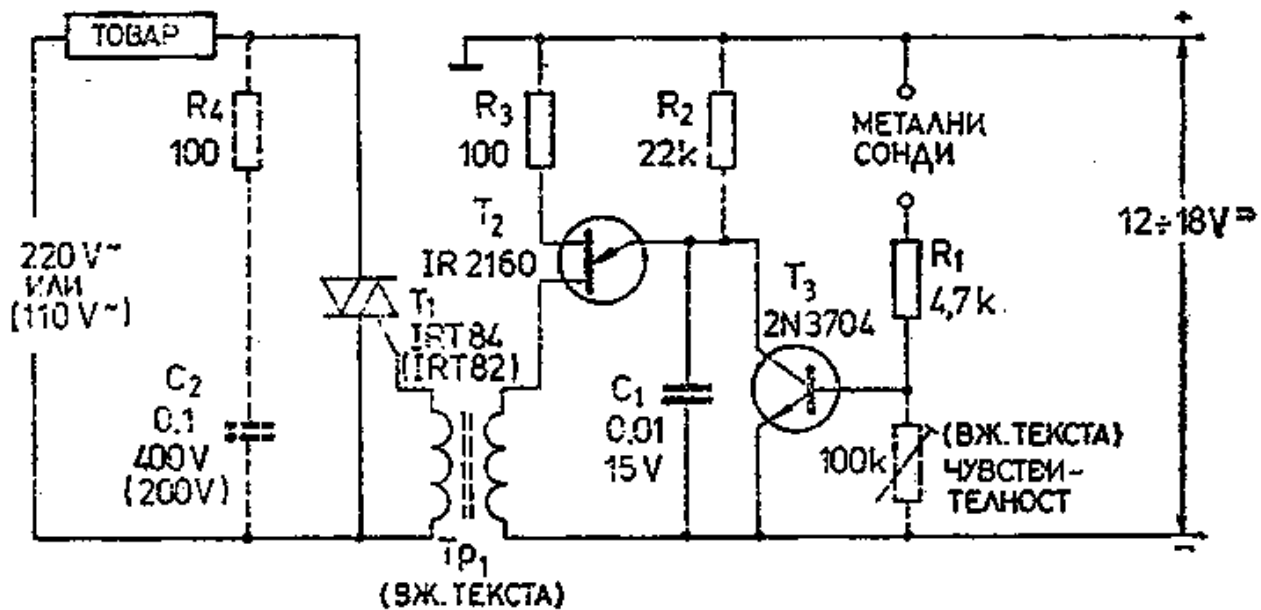 ТОВАР
R4
100
220 V~
ИЛИ
(110 V~)
C2
0.1
400V
(200V)
T1
IRT84
(IRT82)
Tр1
(ВЖ. ТЕКСТА)
R3
100
T2
IR 2160
R2
22k
C1
0.01
15 V
T3
2N3704
МЕТАЛНИ
СОНДИ
R1
4,7k
100k
(ВЖ. ТЕКСТА)
ЧУВСТВИ-
ТЕЛНОСТ
+
12÷18V=
-